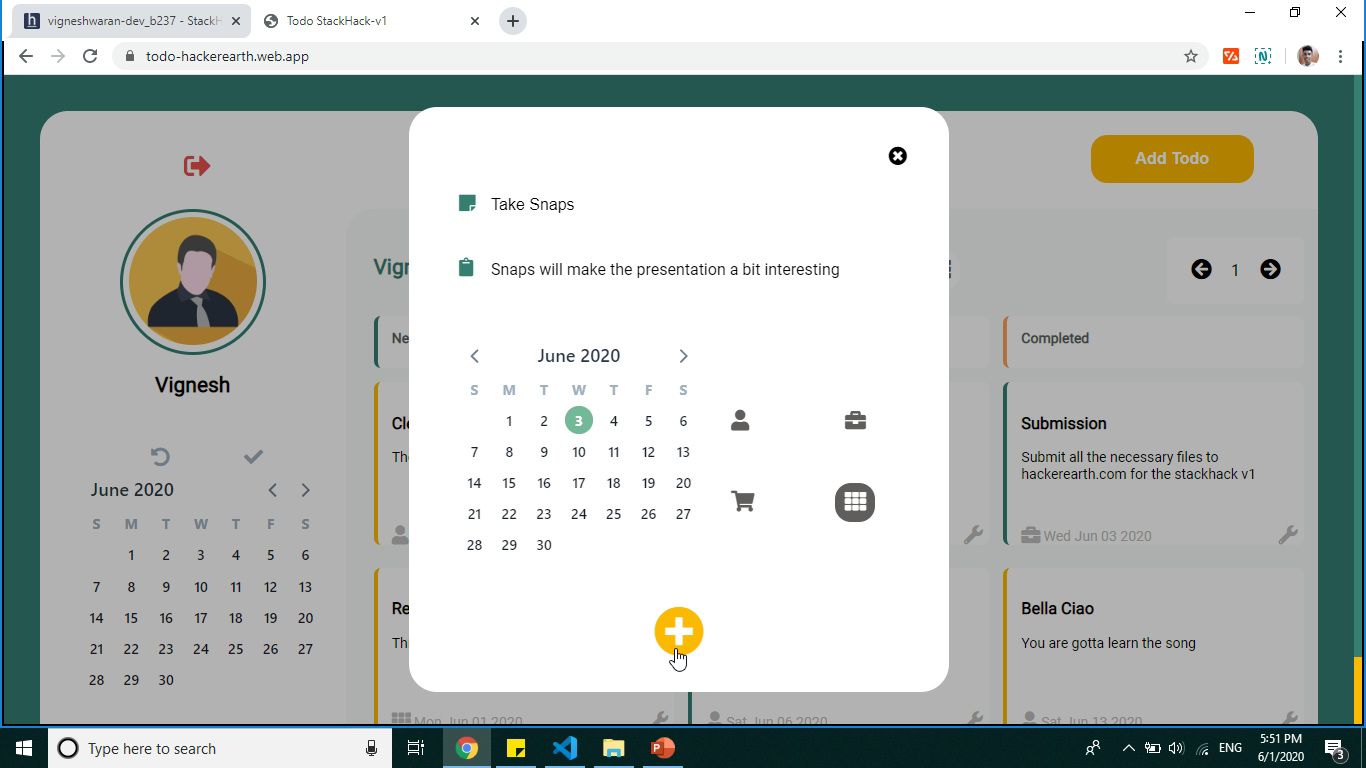 vigneshwaran-dev_b237 - StackH
Todo StackHack-v1
todo-hackerearth.web.app
Add Todo
Take Snaps
Snaps will make the presentation a bit interesting
Vign
1
Ne
Completed
June 2020
S M T W T F S
1 2 3 4 5 6
7 8 9 10 11 12 13
14 15 16 17 18 19 20
21 22 23 24 25 26 27
28 29 30
Vignesh
June 2020
S M T W T F S
1 2 3 4 5 6
7 8 9 10 11 12 13
14 15 16 17 18 19 20
21 22 23 24 25 26 27
28 29 30
Cle
The
Submission
Submit all the necessary files to
hackerearth.com for the stackhack v1
Wed Jun 03 2020
Re
Thi
Bella Ciao
You are gotta learn the song
Mon Jun 01 2020
Sat Jun 06 2020
Sat Jun 13 2020
Type here to search
ENG
5:51 PM
6/1/2020
3